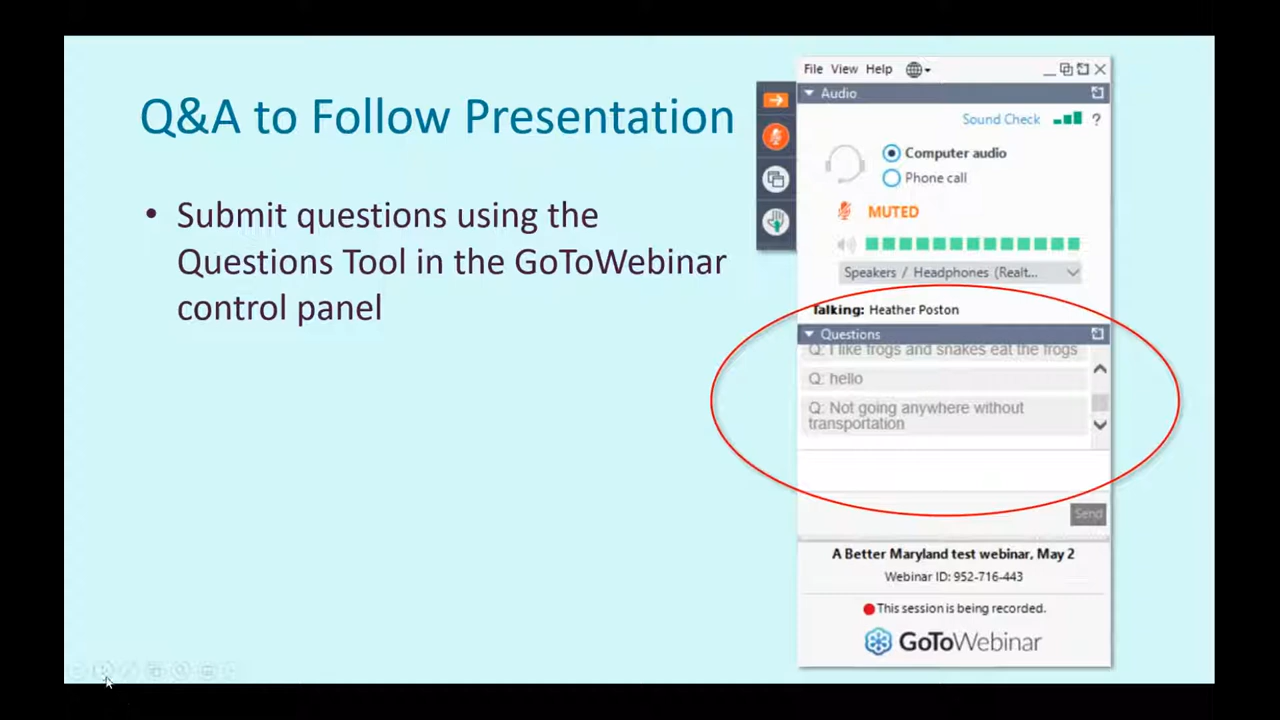 Q&A to Follow Presentation
• Submit questions using the
Questions Tool in the GoToWebinar
control panel
File View Help
Audio
Sound Check ?
Computer audio
Phone call
MUTED
Speakers / Headphones (Realt...
Talking: Heather Poston
Questions
Q: I like frogs and snakes eat the frogs
Q: hello
Q: Not going anywhere without
transportation
Send
A Better Maryland test webinar, May 2
Webinar ID: 952-716-443
This session is being recorded.
GoToWebinar